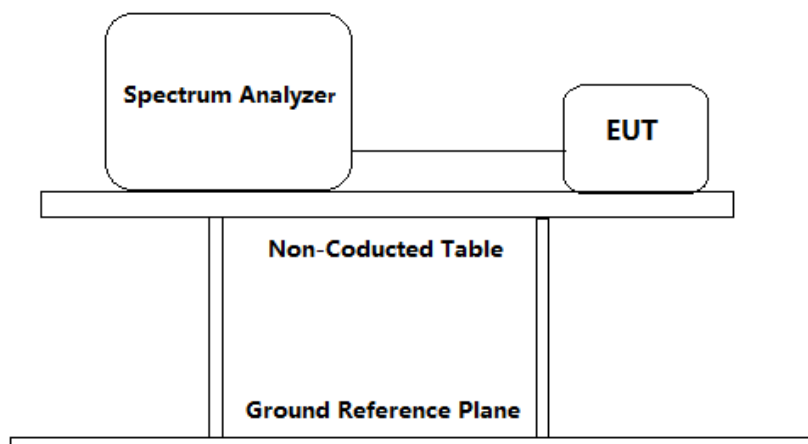 Spectrum Analyzer
EUT
Non-Coducted Table
Ground Reference Plane